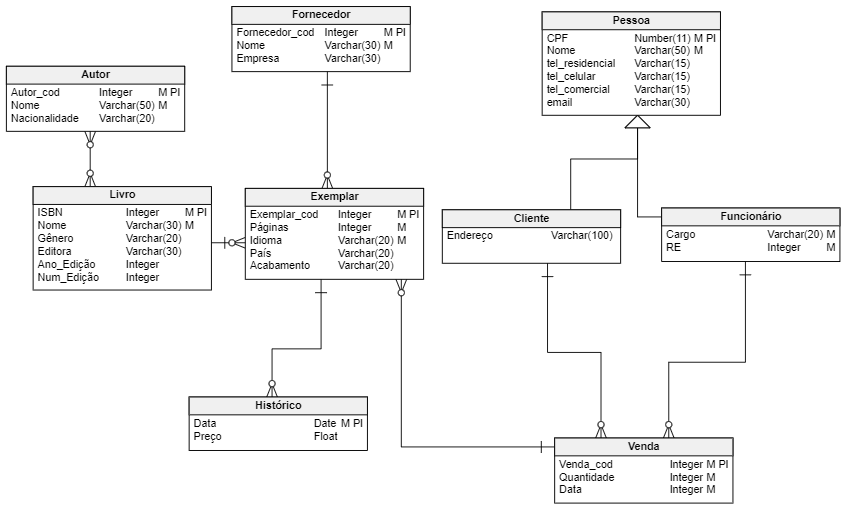 Fornecedor
Fornecedor_cod Integer M PI
Nome Varchar(30) M
Empresa Varchar(30)
Pessoa
CPF Number(11) M PI
Nome Varchar(50) M
tel_residencial Varchar(15)
tel_celular Varchar(15)
tel_comercial Varchar(15)
email Varchar(30)
Autor
Autor_cod Integer M PI
Nome Varchar(50) M
Nacionalidade Varchar(20)
Livro
ISBN Integer M PI
Nome Varchar(30) M
Gênero Varchar(20)
Editora Varchar(30)
Ano_Edição Integer
Num_Edição Integer
Exemplar
Exemplar_cod Integer M PI
Páginas Integer M
Idioma Varchar(20) M
País Varchar(20)
Acabamento Varchar(20)
Cliente
Endereço Varchar(100)
Funcionário
Cargo Varchar(20) M
RE Integer M
Histórico
Data Date M PI
Preço Float
Venda
Venda_cod Integer M PI
Quantidade Integer M
Data Integer M